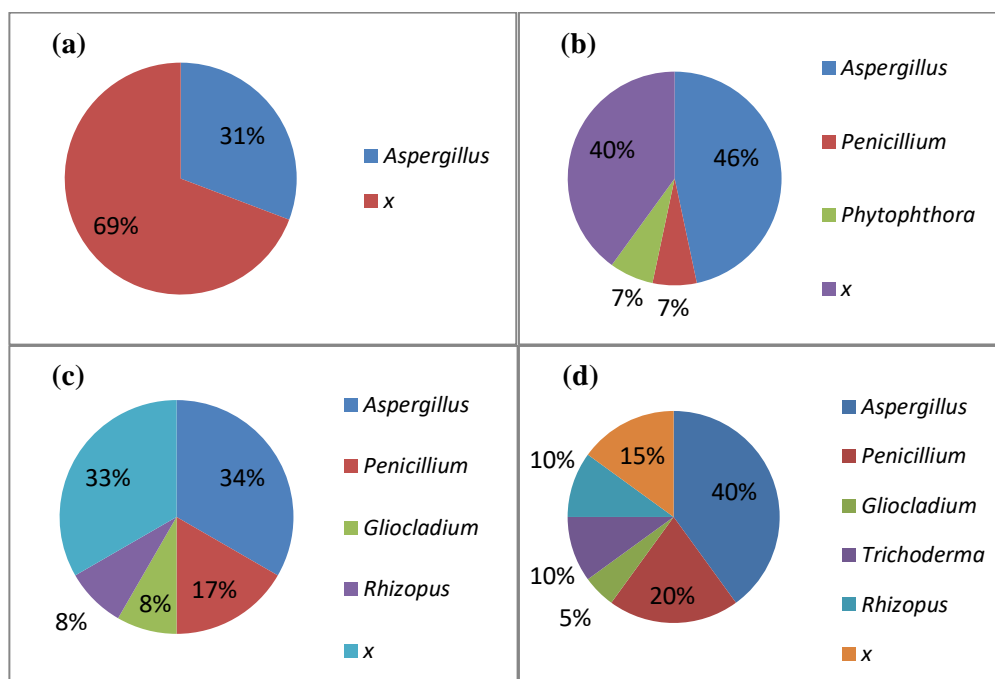 (a)
31%
69%
Aspergillus
x
(b)
40%
46%
7%
7%
Aspergillus
Penicillium
Phytophthora
x
(c)
33%
34%
8%
8%
17%
Aspergillus
Penicillium
Gliocladium
Rhizopus
x
(d)
15%
10%
40%
10%
5%
20%
Aspergillus
Penicillium
Gliocladium
Trichoderma
Rhizopus
x